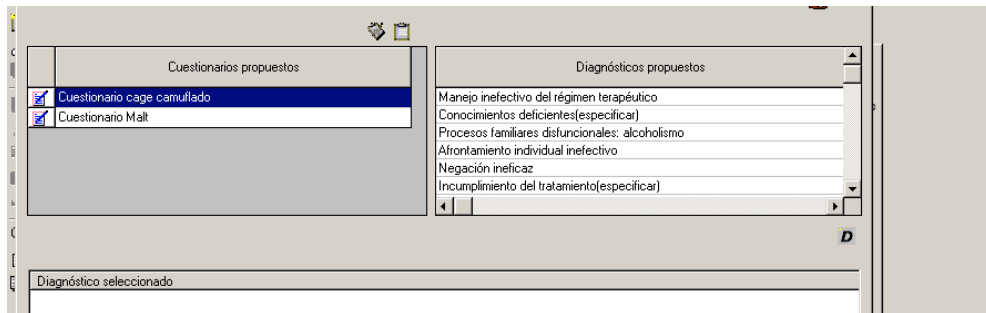 Cuestionarios propuestos
Cuestionario cage camuflado
Cuestionario Malt
Diagnósticos propuestos
Manejo inefectivo del régimen terapéutico
Conocimientos deficientes(especificar)
Procesos familiares disfuncionales: alcoholismo
Afrontamiento individual inefectivo
Negación ineficaz
Incumplimiento del tratamiento(especificar)
D
Diagnóstico seleccionado